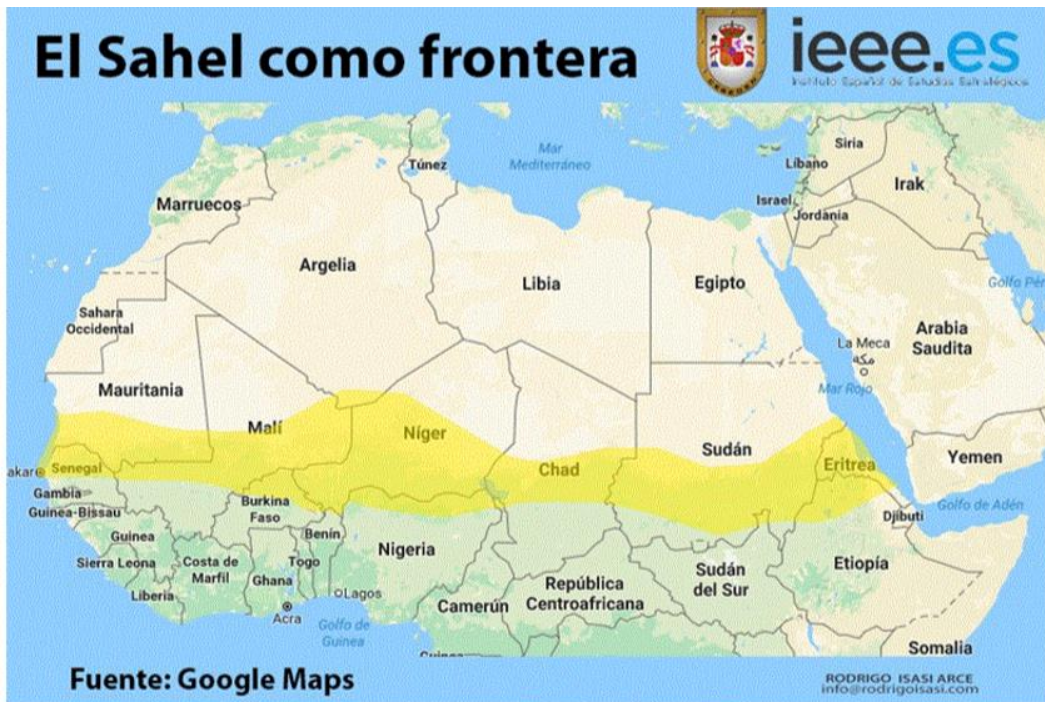 El Sahel como frontera
ieee.es
Instituto Español de Estudios Estratégicos
Mar
Mediterráneo
Siria
Líbano
Túnez
Irak
Israel
Marruecos
Jordania
Argelia
Libia
Egipto
Golfo Pér
Sahara
Occidental
Arabia
Saudita
La Meca
مكة
Mar Rojo
Mauritania
Malí
Níger
Sudán
Chad
Eritrea
Yemen
akar
Senegal
Gambia
Guinea-Bissau
Burkina
Faso
Golfo de Adén
Djibuti
Guinea
Benín
Nigeria
Sierra Leona
Costa de
Marfil
Togo
Ghana
Etiopía
Sudán
del Sur
República
Centroafricana
Liberia
Lagos
Camerún
Acra
Golfo de
Guinea
Somalia
Fuente: Google Maps
RODRIGO ISASI ARCE
info@rodrigoisasi.com